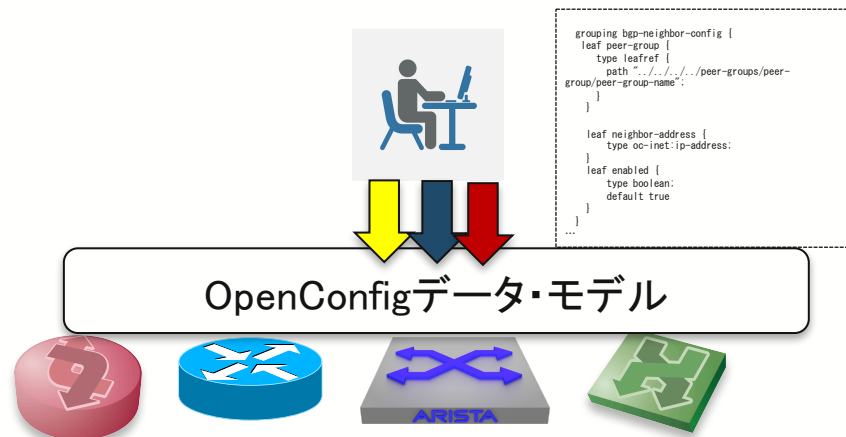 grouping bgp-neighbor-config {
leaf peer-group {
type leafref {
path "../../../../peer-groups/peer-
group/peer-group-name";
}
}
leaf neighbor-address {
type oc-inet:ip-address;
}
leaf enabled {
type boolean;
default true
}
}
...
OpenConfigデータ・モデル
ARISTA